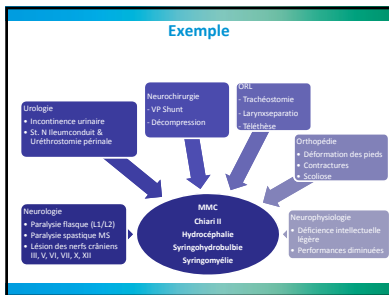 Exemple
Urologie
• Incontinence urinaire
• St. N Ileumconduit &
Uréthrostomie périnale
Neurochirurgie
- VP Shunt
- Décompression
ORL
- Trachéostomie
- Larynxseparatio
- Téléthèse
Orthopédie
• Déformation des pieds
• Contractures
• Scoliose
Neurologie
• Paralysie flasque (L1/L2)
• Paralysie spastique MS
• Lésion des nerfs crâniens
III, V, VI, VII, X, XII
MMC
Chiari II
Hydrocéphalie
Syringohydrobulbie
Syringomyélie
Neurophysiologie
• Déficience intellectuelle
légère
• Performances diminuées